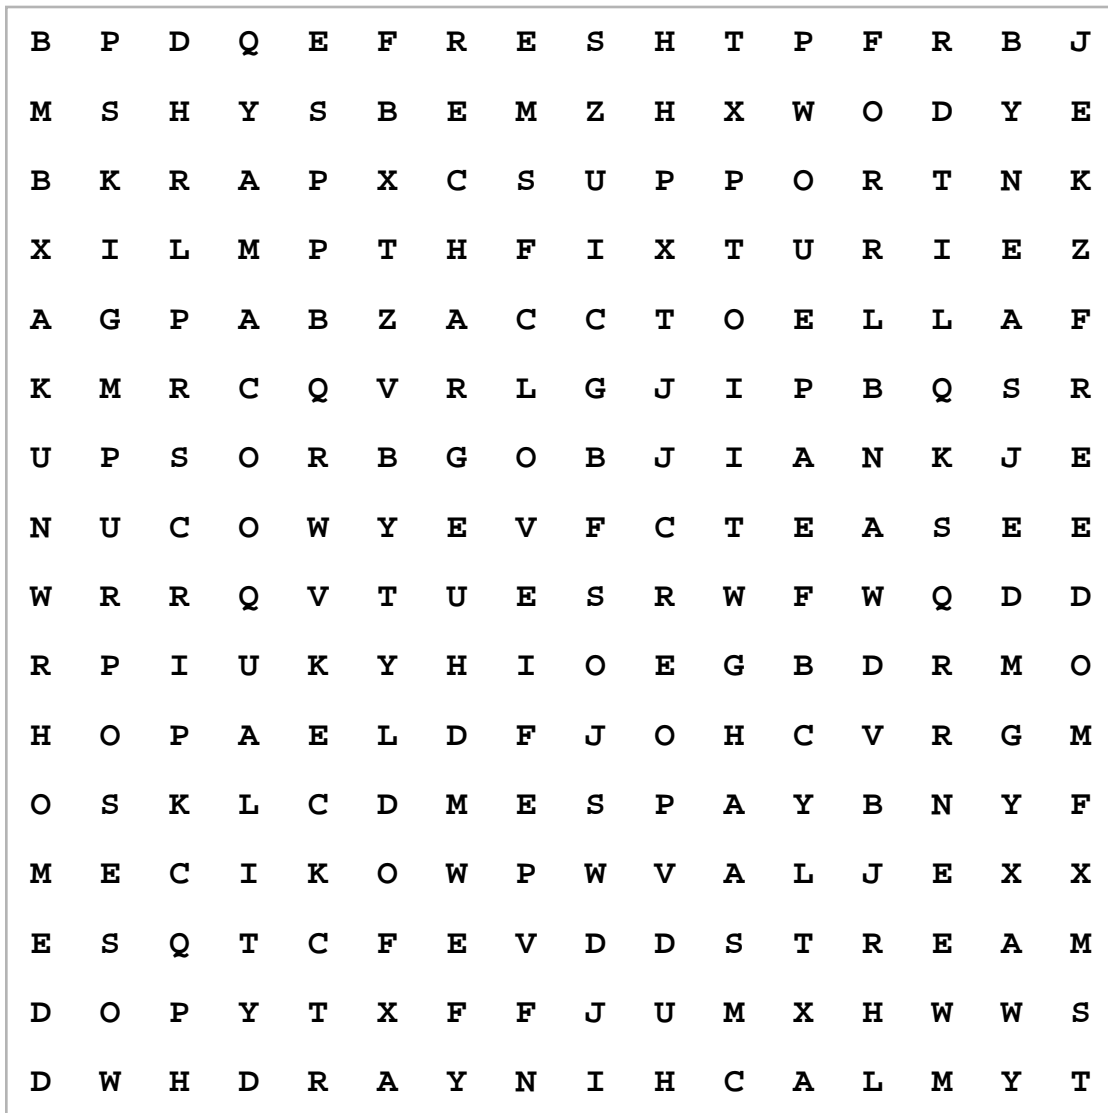 B P D Q E F R E S H T P F R B J
M S H Y S B E M Z H X W O D Y E
B K R A P X C S U P P O R T N K
X I L M P T H F I X T U R I E Z
A G P A B Z A C C T O E L L A F
K M R C Q V R L G J I P B Q S R
U P S O R B G O B J I A N K J E
N U C O W Y E V F C T E A S E E
W R R Q V T U E S R W F W Q D D
R P I U K Y H I O E G B D R M O
H O P A E L D F J O H C V R G M
O S K L C D M E S P A Y B N Y F
M E C I K O W P W V A L J E X X
E S Q T C F E V D D S T R E A M
D O P Y T X F F J U M X H W W S
D W H D R A Y N I H C A L M Y T